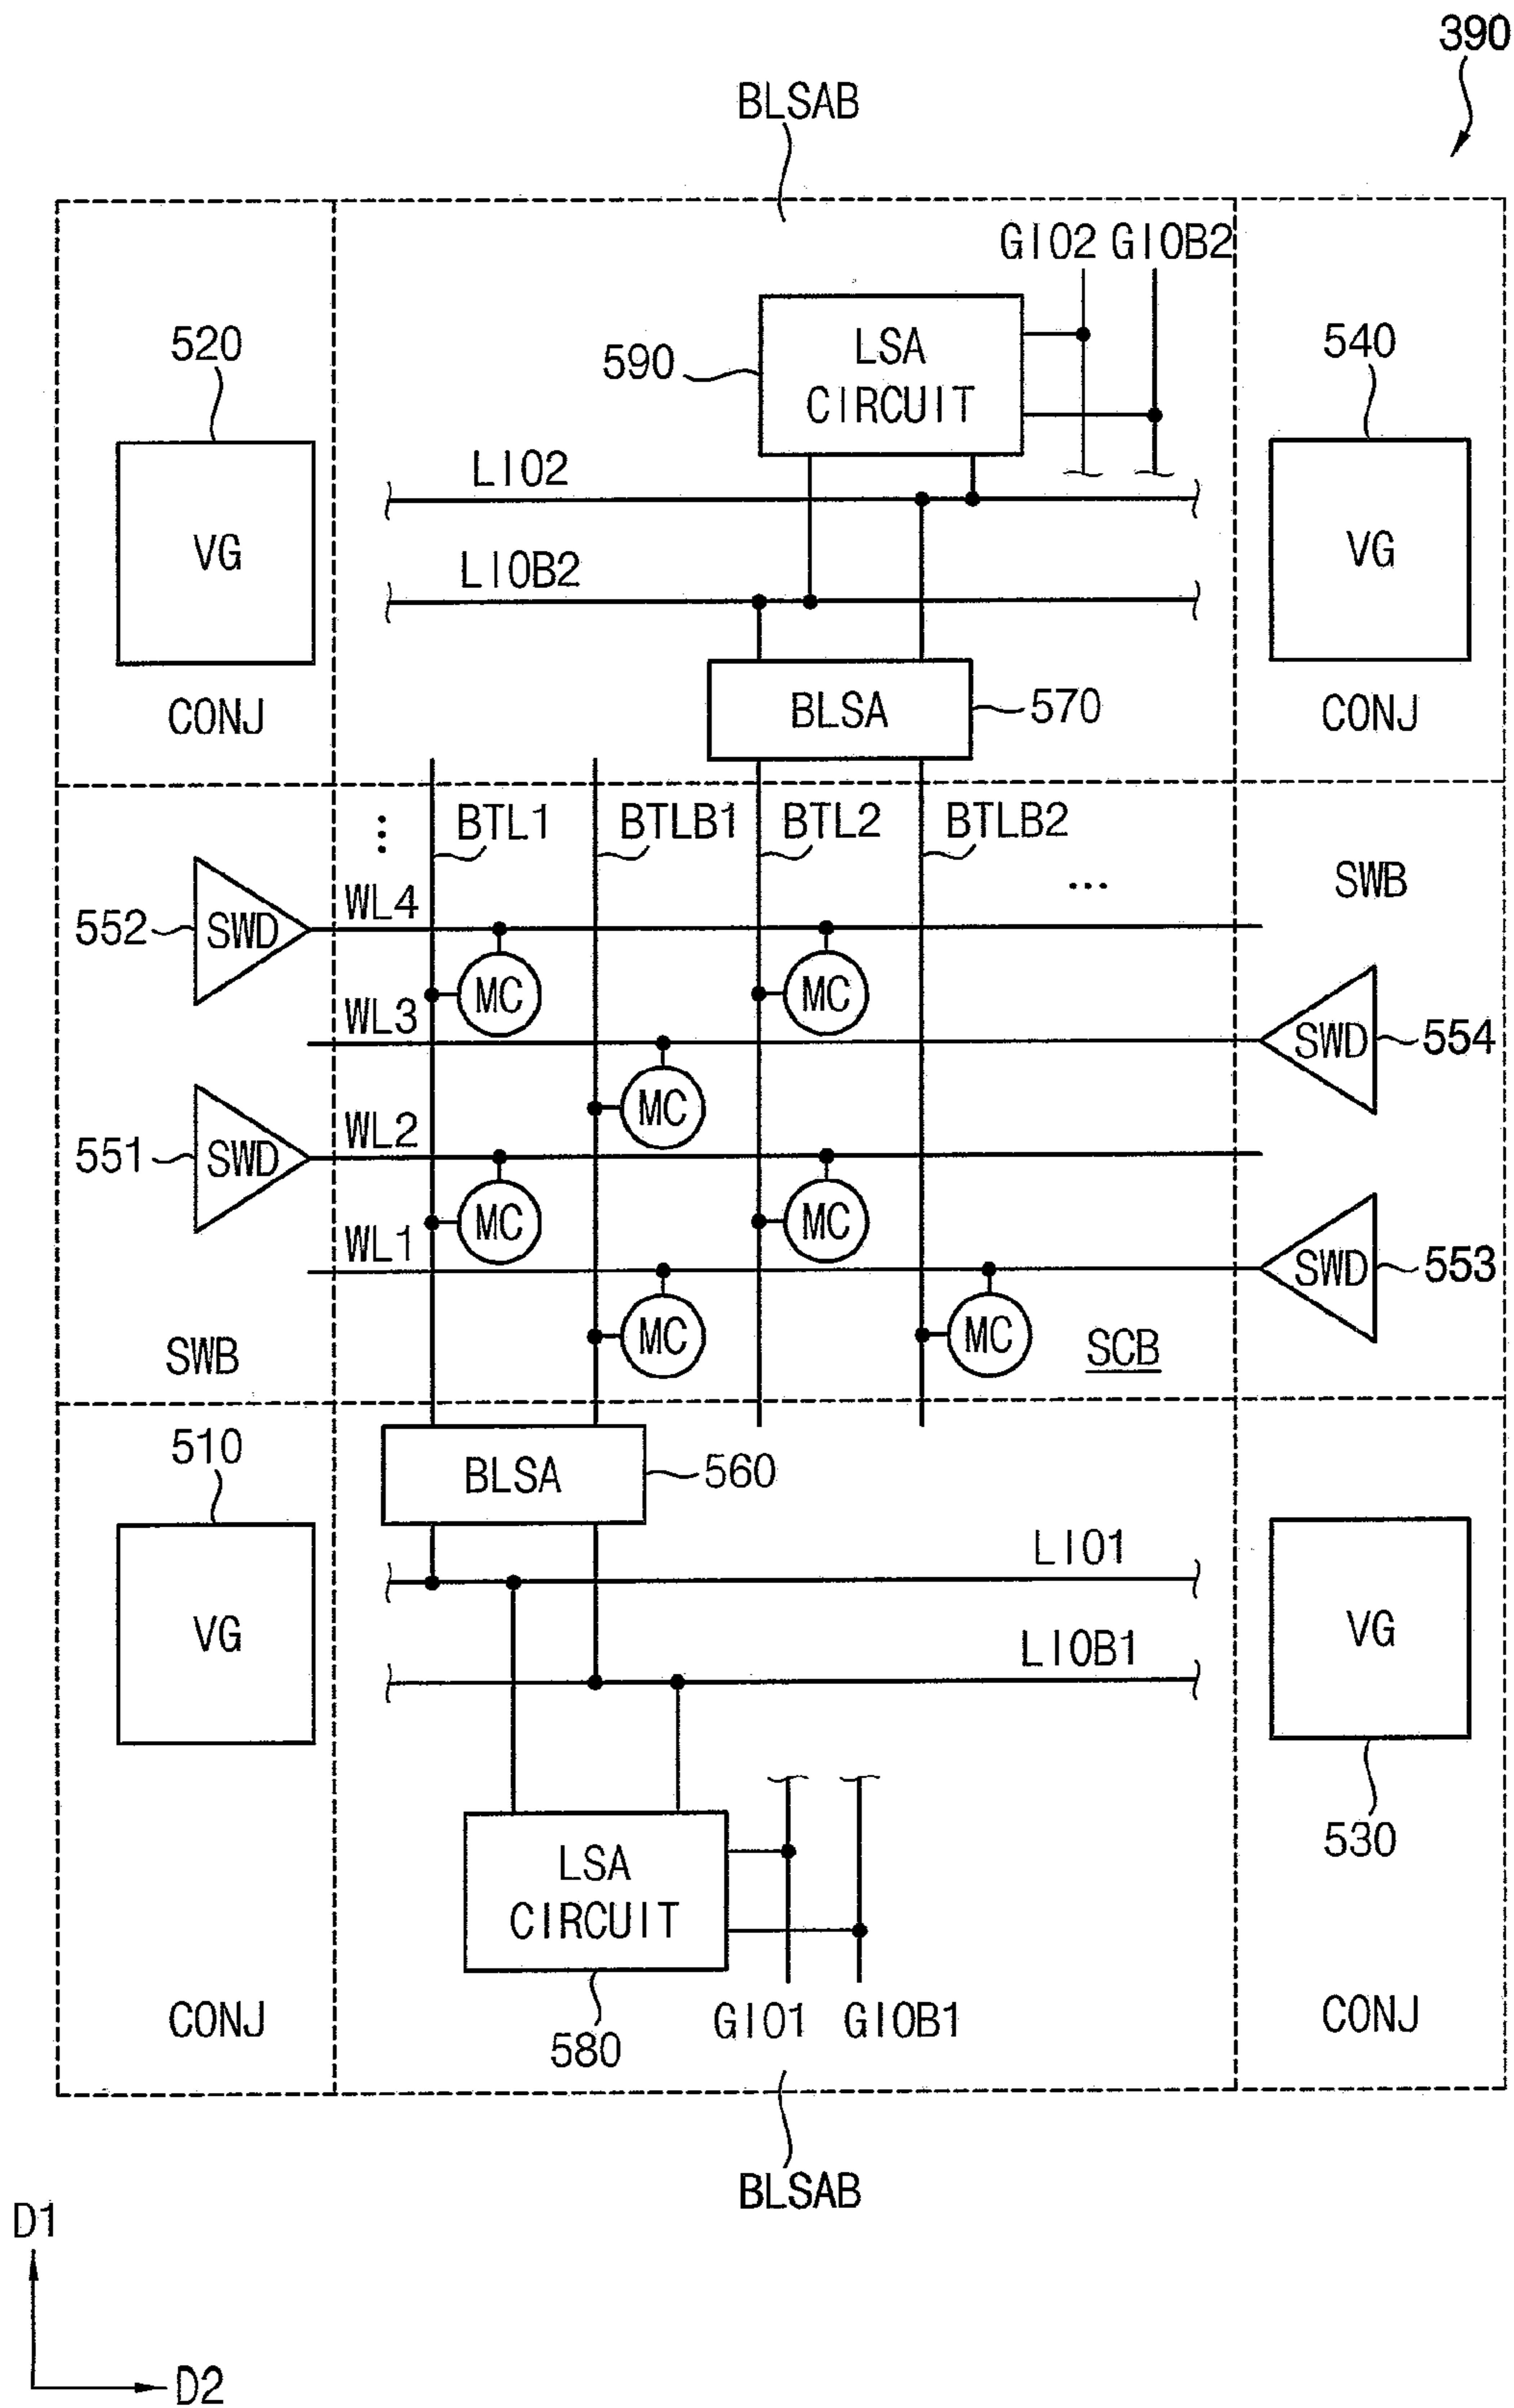 390
BLSAB
GIO2 GIOB2
520
590
LSA
CIRCUIT
540
LIO2
VG
VG
LIOB2
CONJ
BLSA
570
CONJ
⋮
BTL1
BTLB1
BTL2
BTLB2
...
SWB
552
SWD
WL4
MC
MC
WL3
SWD
554
MC
551
SWD
WL2
MC
MC
WL1
SWD
553
MC
MC
SCB
SWB
510
BLSA
560
LIO1
VG
VG
LIOB1
530
LSA
CIRCUIT
CONJ
580
GIO1 GIOB1
CONJ
BLSAB
D1
D2